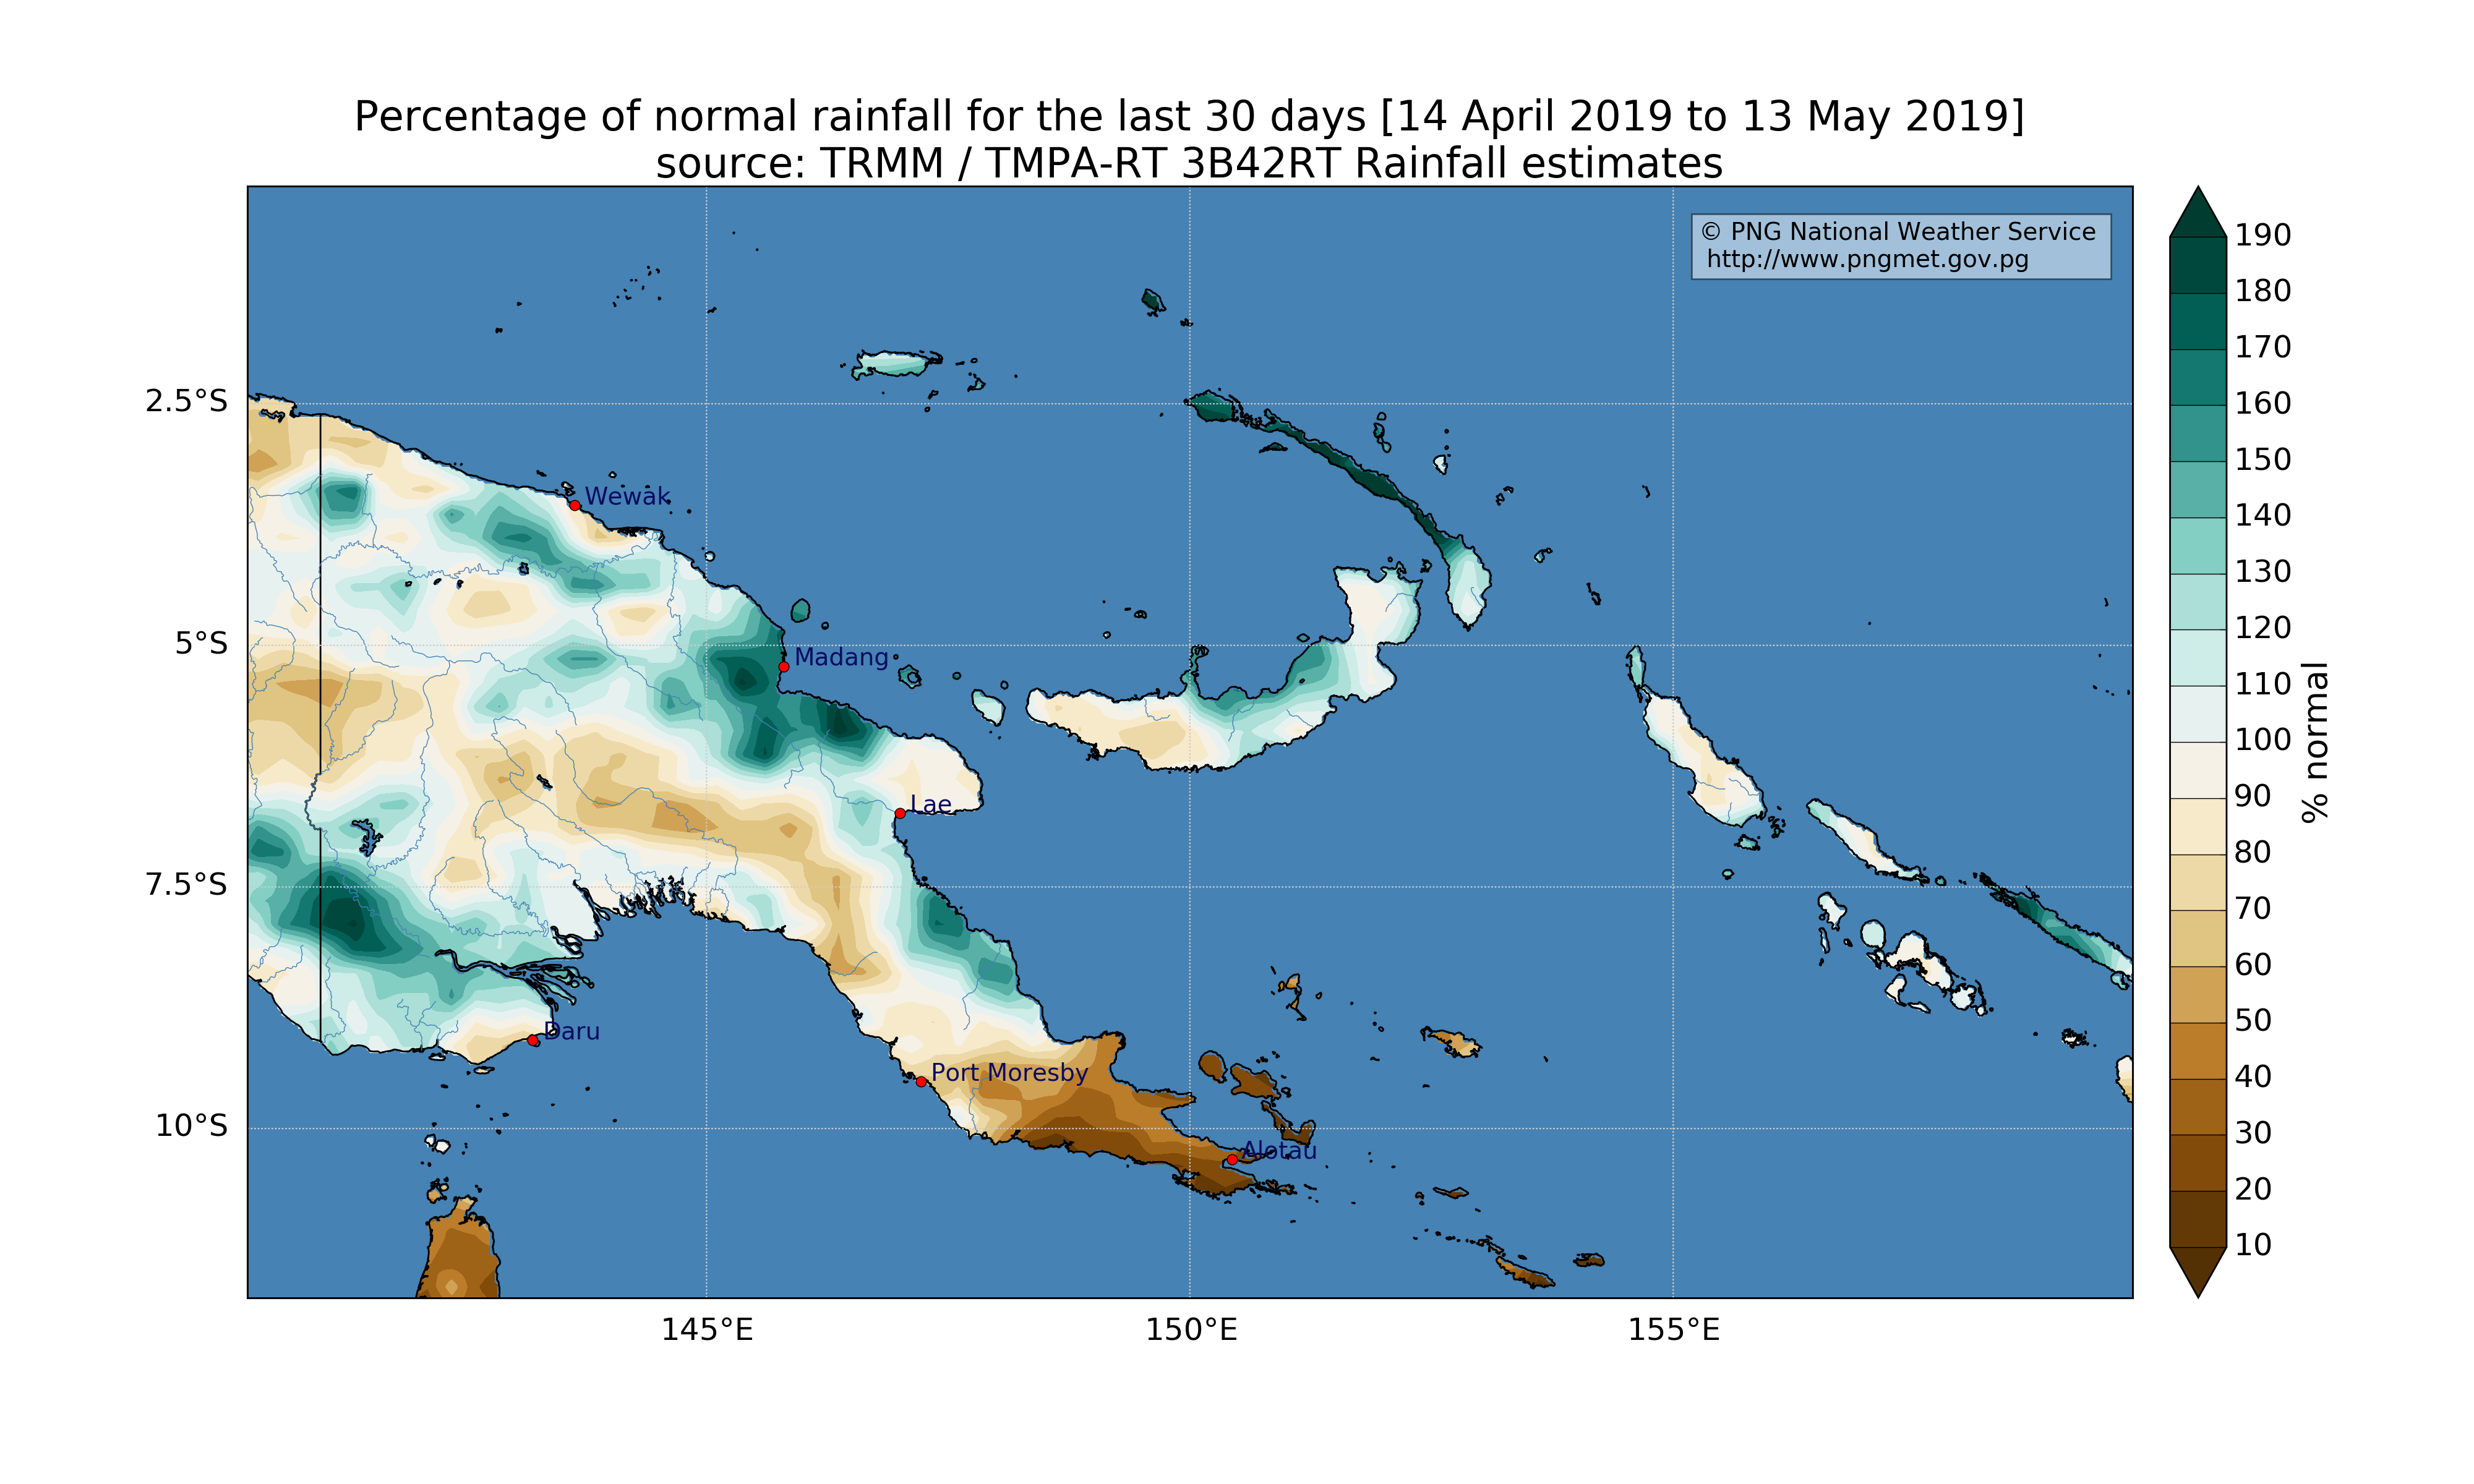 Percentage of normal rainfall for the last 30 days [14 April 2019 to 13 May 2019]
source: TRMM / TMPA-RT 3B42RT Rainfall estimates
© PNG National Weather Service
http://www.pngmet.gov.pg
2.5°S
5°S
7.5°S
10°S
Wewak
Madang
Lae
Daru
Port Moresby
Alotau
145°E
150°E
155°E
190
180
170
160
150
140
130
120
110
100
90
80
70
60
50
40
30
20
10
% normal